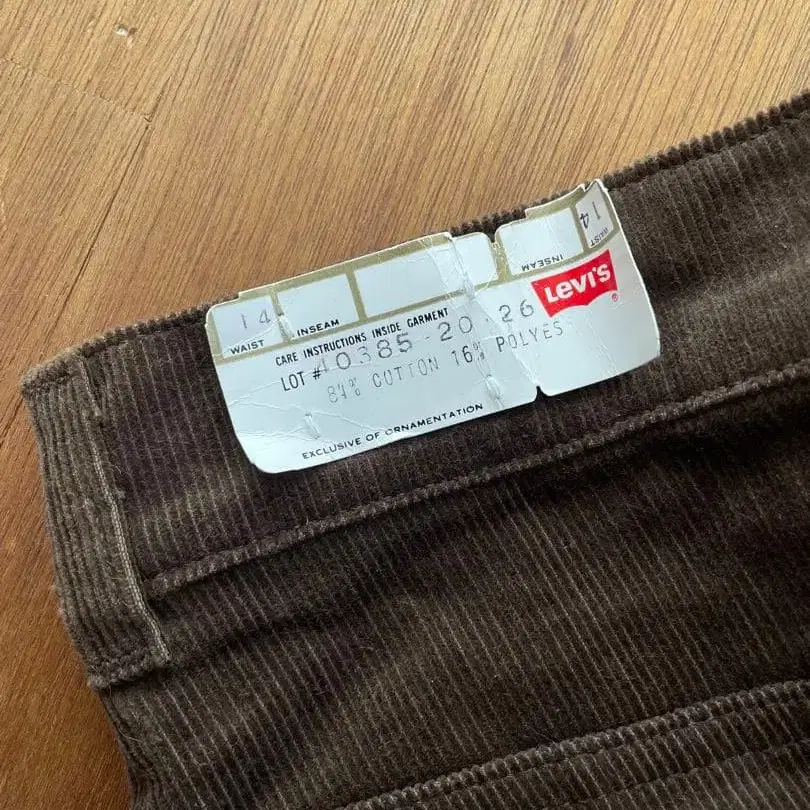 14
WAIST
INSEAM
INSEAM
14
WAIST
Levi's ®
CARE INSTRUCTIONS INSIDE GARMENT
LOT # 40385-20 26
84% COTTON 16% POLYES
EXCLUSIVE OF ORNAMENTATION